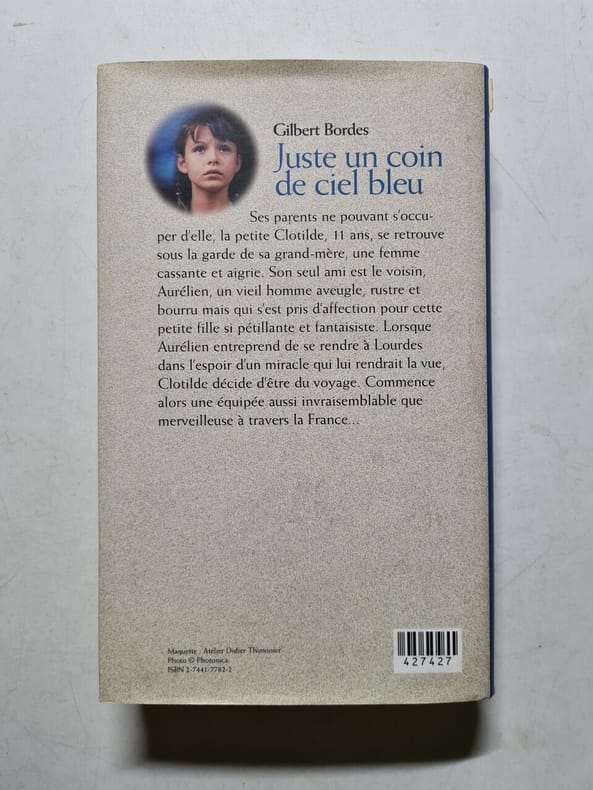 Gilbert Bordes
Juste un coin
de ciel bleu
Ses parents ne pouvant s'occu-
per d'elle, la petite Clotilde, 11 ans, se retrouve
sous la garde de sa grand-mère, une femme
cassante et aigrie. Son seul ami est le voisin,
Aurélien, un vieil homme aveugle, rustre et
bourru mais qui s'est pris d'affection pour cette
petite fille si pétillante et fantaisiste. Lorsque
Aurélien entreprend de se rendre à Lourdes
dans l'espoir d'un miracle qui lui rendrait la vue,
Clotilde décide d'être du voyage. Commence
alors une équipée aussi invraisemblable que
merveilleuse à travers la France...
Maquette : Atelier Didier Thimonier
Photo © Photonica
ISBN 2-7441-7782-2
427427